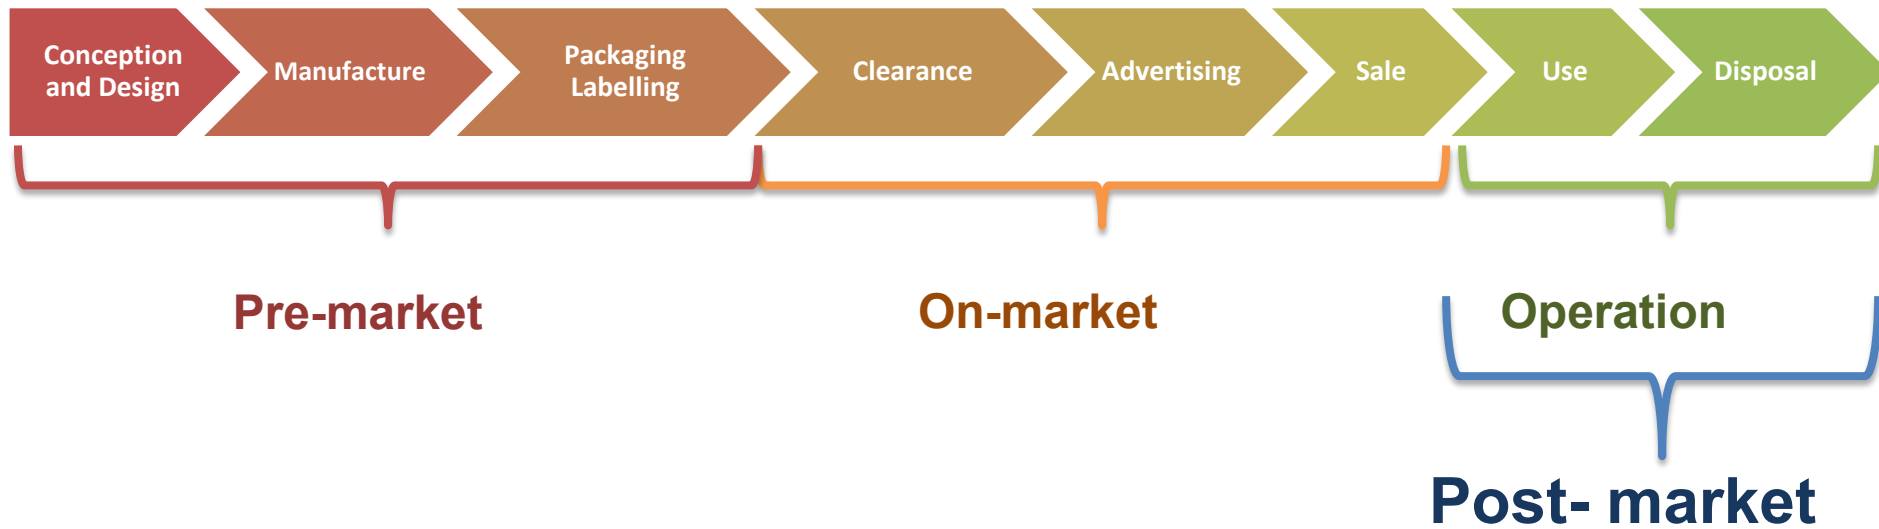 Conception
and Design
Manufacture
Packaging
Labelling
Clearance
Advertising
Sale
Use
Disposal
Pre-market
On-market
Operation
Post- market